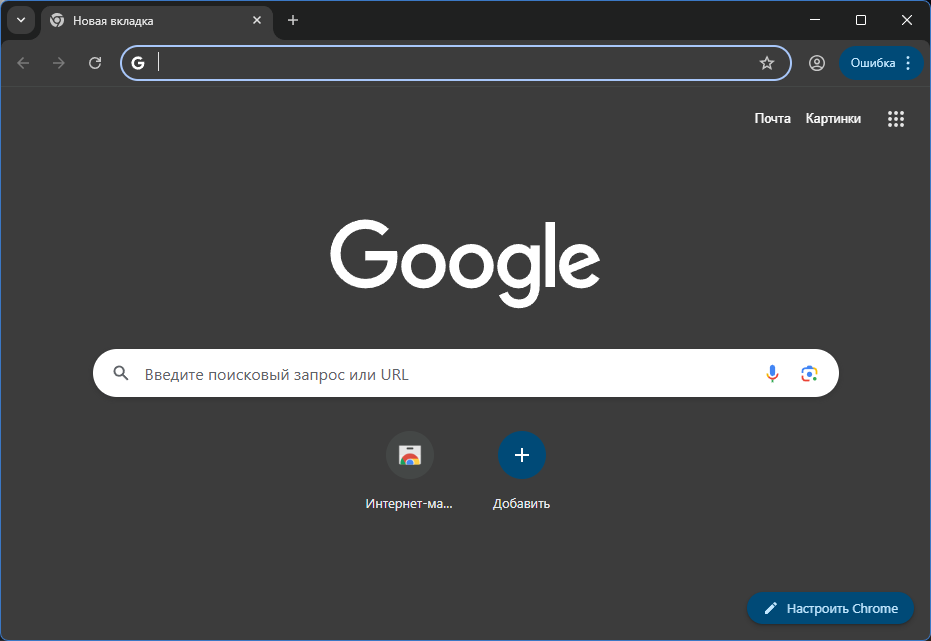 Новая вкладка
Ошибка
Почта Картинки
Google
Введите поисковый запрос или URL
Интернет-ма... Добавить
Настроить Chrome